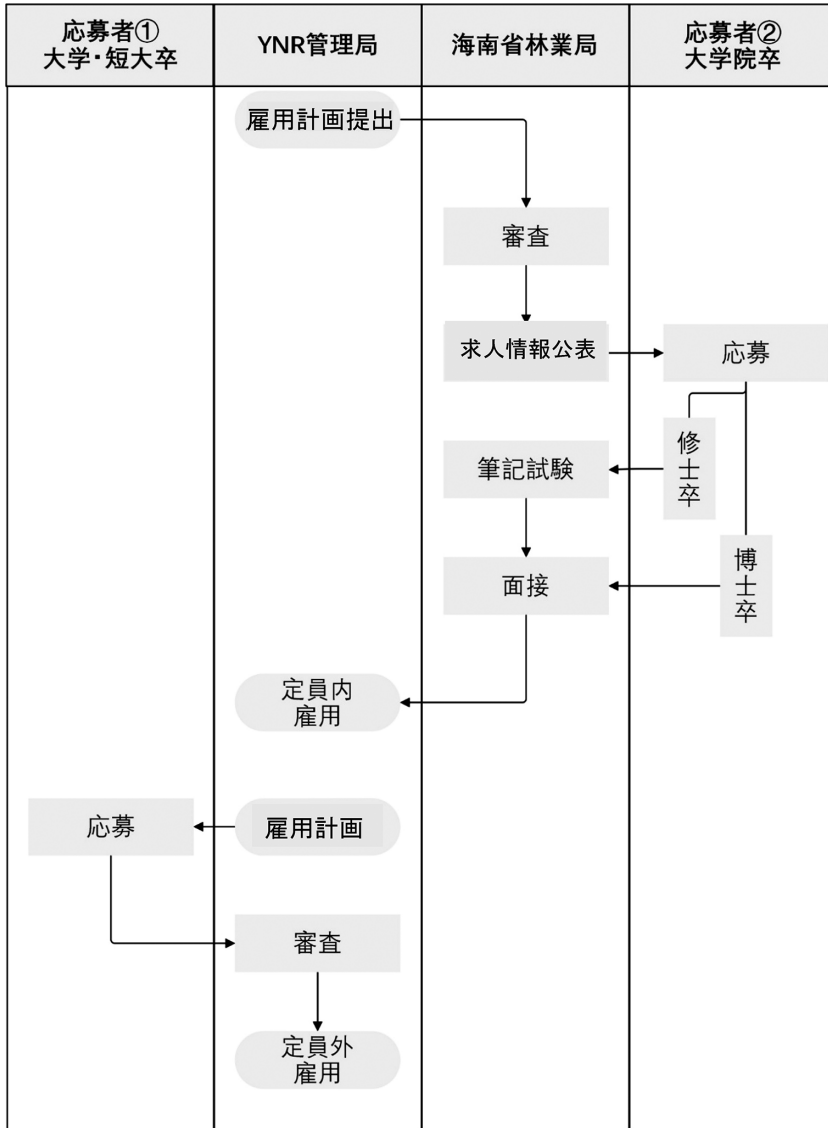 応募者①
大学・短大卒
YNR管理局
海南省林業局
応募者②
大学院卒
雇用計画提出
審査
求人情報公表
応募
修士卒
筆記試験
博士卒
面接
定員内
雇用
応募
雇用計画
審査
定員外
雇用